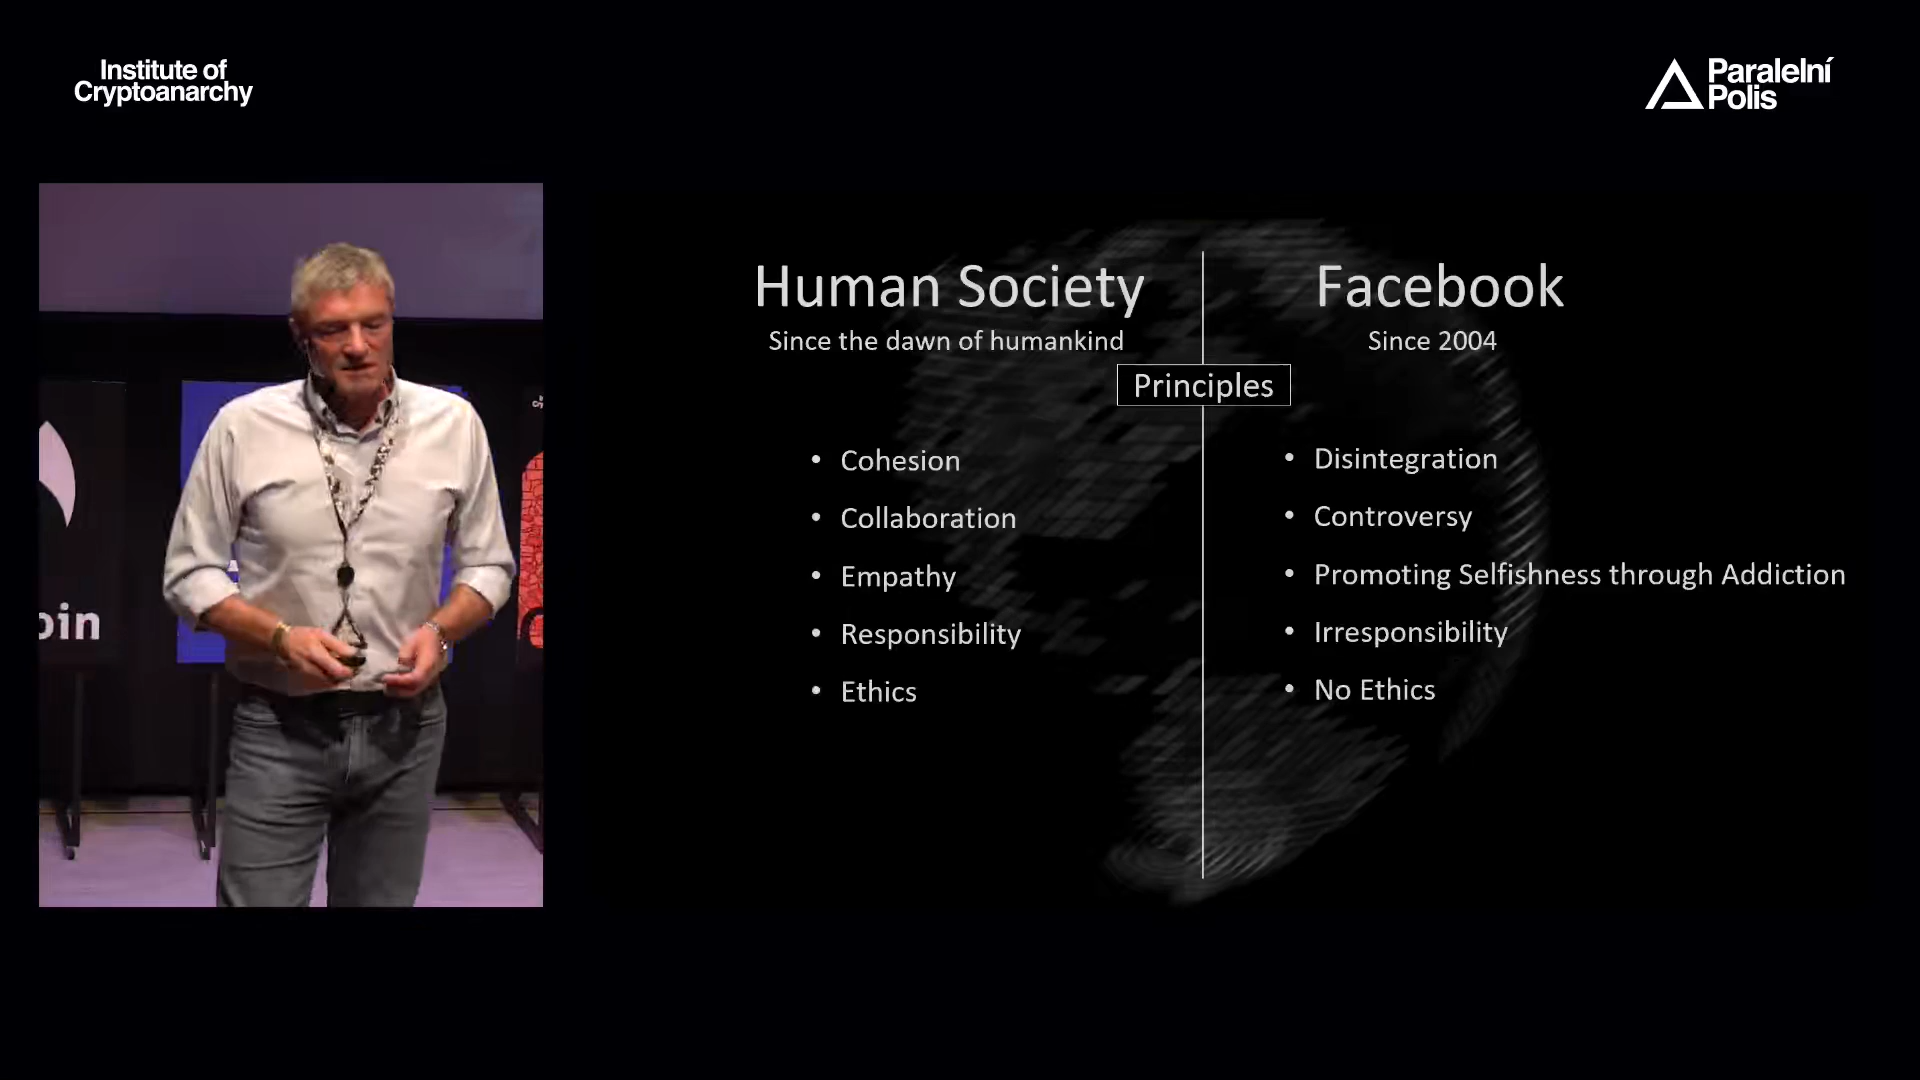 Institute of
Cryptoanarchy
Paralelní
Polis
Human Society
Since the dawn of humankind
Facebook
Since 2004
Principles
• Cohesion
• Collaboration
• Empathy
• Responsibility
• Ethics
• Disintegration
• Controversy
• Promoting Selfishness through Addiction
• Irresponsibility
• No Ethics